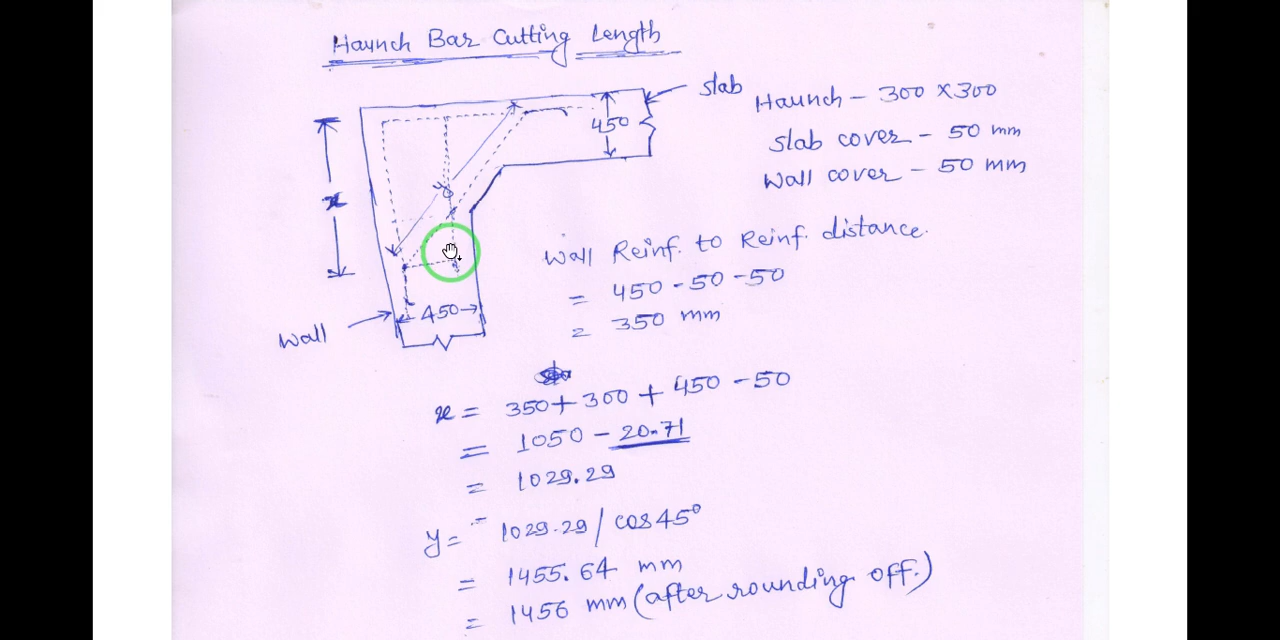 Haunch Bar Cutting Length
slab
450
Haunch - 300 x 300
slab cover - 50 mm
Wall cover - 50 mm
x
y
Wall Reinf. to Reinf. distance.
= 450 - 50 - 50
= 350 mm
450
Wall
x = 350 + 300 + 450 - 50
= 1050 - 20.71
= 1029.29
y = 1029.29 / cos 45°
= 1455.64 mm
= 1456 mm (after rounding off.)